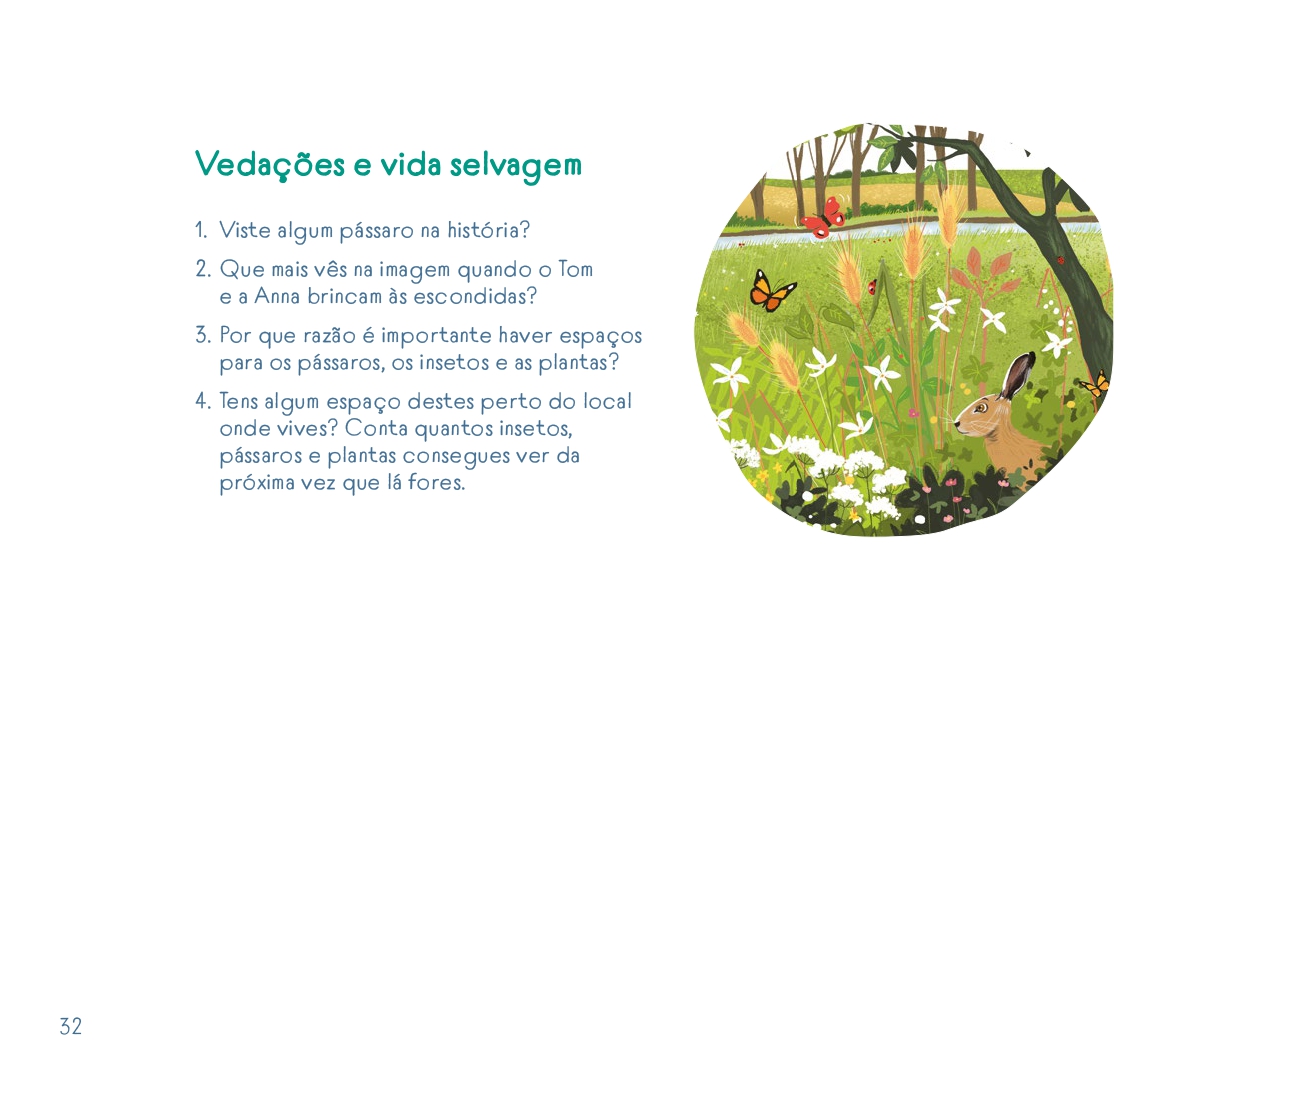 Vedações e vida selvagem
1. Viste algum pássaro na história?
2. Que mais vês na imagem quando o Tom
e a Anna brincam às escondidas?
3. Por que razão é importante haver espaços
para os pássaros, os insetos e as plantas?
4. Tens algum espaço destes perto do local
onde vives? Conta quantos insetos,
pássaros e plantas consegues ver da
próxima vez que lá fores.
32